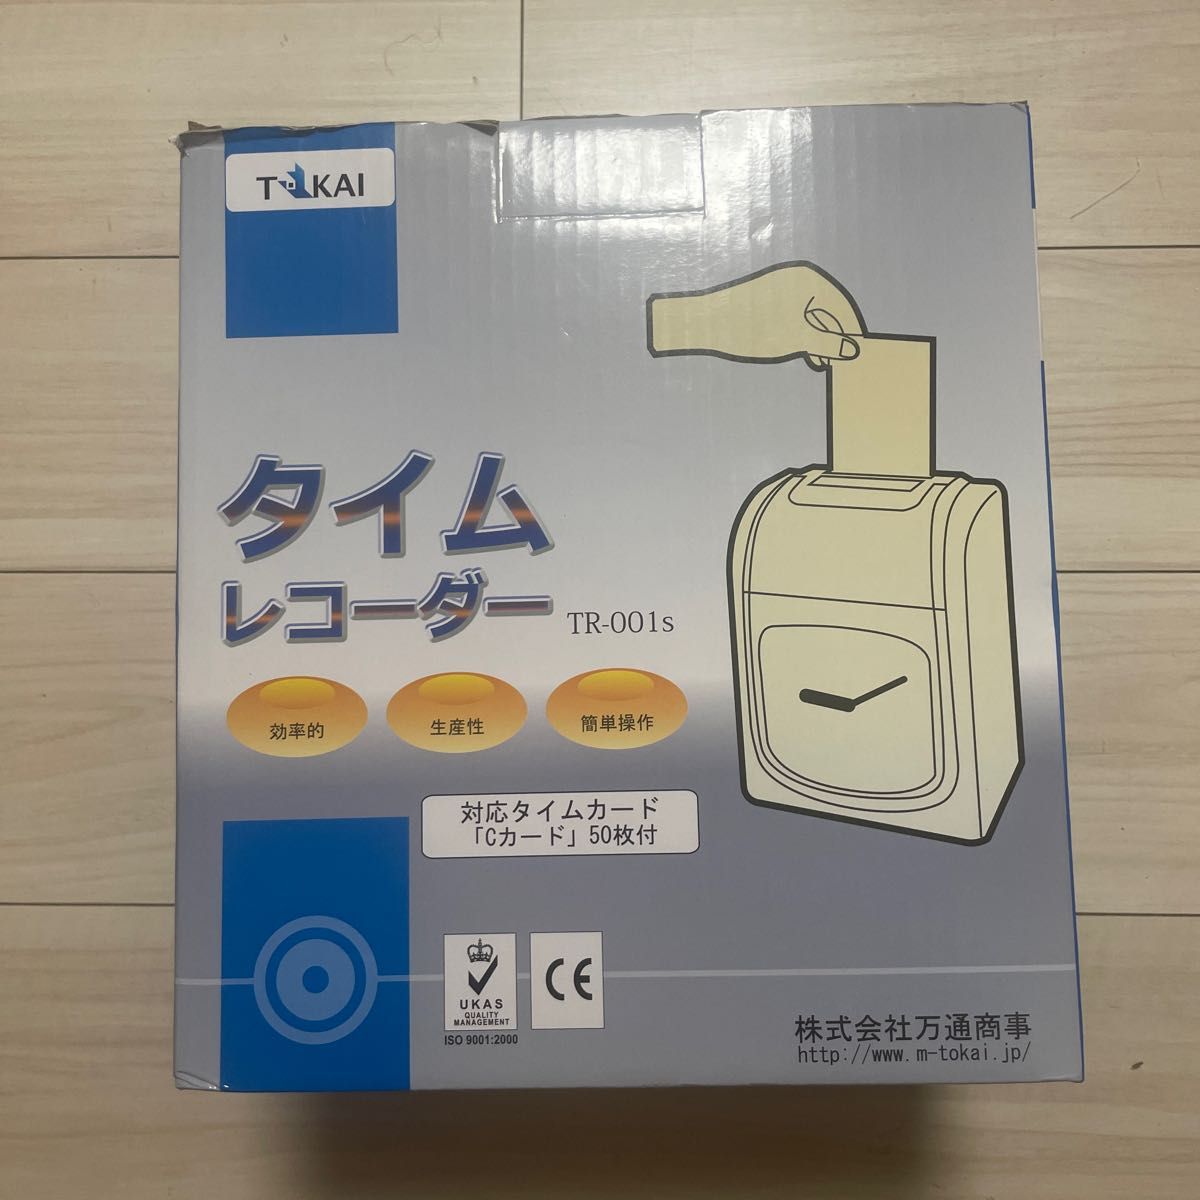 TOKAI
タイム
レコーダー TR-001s
効率的 生産性 簡単操作
対応タイムカード
「Cカード」50枚付
UKAS
QUALITY
MANAGEMENT
ISO 9001:2000
CE
株式会社万通商事
http://www.m-tokai.jp/